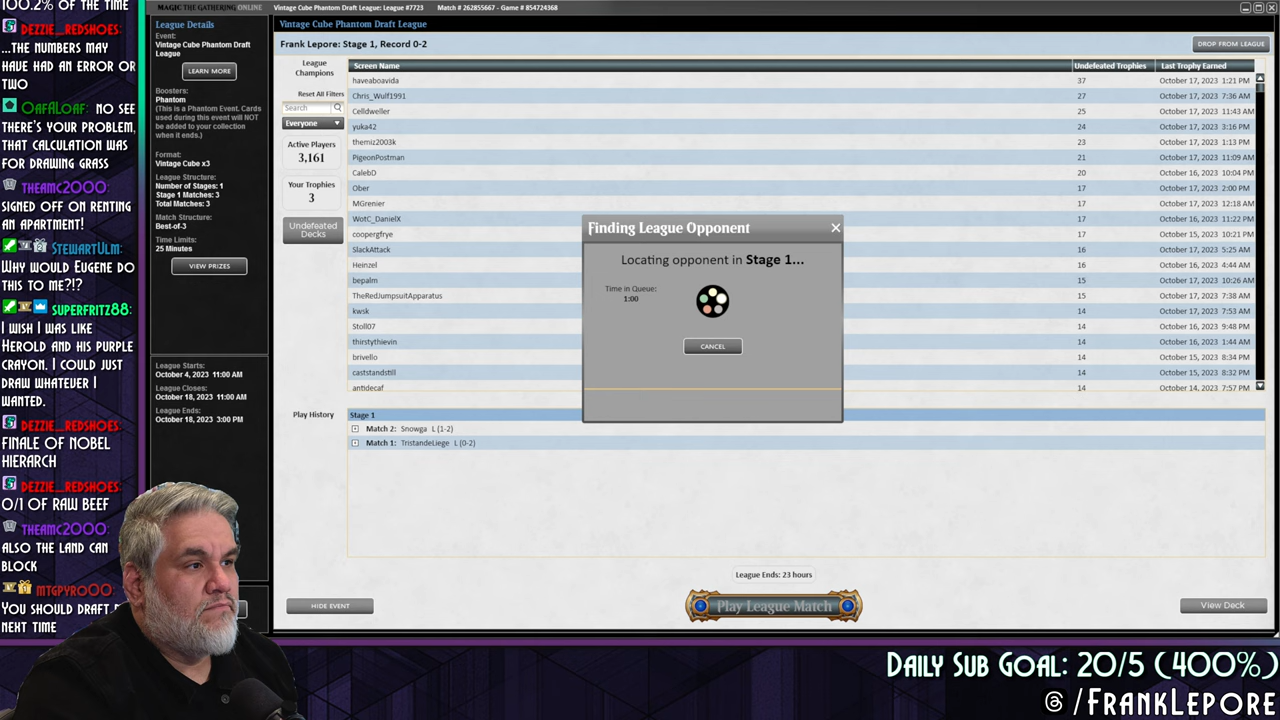 100.2% of the time
Dezzie_Redshoes:
...the numbers may
have had an error or
two
OafAloaf: no see
there's your problem,
that calculation was
for drawing grass
theamc2000:
signed off on renting
an apartment!
StewartUlm:
Why would Eugene do
this to me?!?
superfritz88:
I wish I was like
Herold and his purple
crayon. I could just
draw whatever I
wanted.
Dezzie_Redshoes:
Finale of Nobel
Hierarch
Dezzie_Redshoes:
0/1 of raw beef
theamc2000:
also the land can
block
mtgpyro00:
You should draft
next time
MAGIC THE GATHERING ONLINE
Vintage Cube Phantom Draft League: League #7723
Match # 262855667 - Game # 854724368
League Details
Event:
Vintage Cube Phantom Draft
League
LEARN MORE
Boosters:
Phantom
(This is a Phantom Event. Cards
used during this event will NOT
be added to your collection
when it ends.)
Format:
Vintage Cube x3
League Structure:
Number of Stages: 1
Stage 1 Matches: 3
Total Matches: 3
Match Structure:
Best-of-3
Time Limits:
25 Minutes
VIEW PRIZES
League Starts:
October 4, 2023 11:00 AM
League Closes:
October 18, 2023 11:00 AM
League Ends:
October 18, 2023 3:00 PM
Vintage Cube Phantom Draft League
Frank Lepore: Stage 1, Record 0-2
DROP FROM LEAGUE
League
Champions
Reset All Filters
Search
Everyone
Active Players
3,161
Your Trophies
3
Undefeated
Decks
Screen Name Undefeated Trophies Last Trophy Earned
haveaboavida 37 October 17, 2023 1:21 PM
Chris_Wulf1991 27 October 17, 2023 7:36 AM
Celldweller 25 October 17, 2023 11:43 AM
yuka42 24 October 17, 2023 3:16 PM
themiz2003k 23 October 17, 2023 1:13 PM
PigeonPostman 21 October 17, 2023 11:09 AM
CalebD 20 October 16, 2023 10:04 PM
Ober 17 October 17, 2023 2:00 PM
MGrenier 17 October 17, 2023 12:18 AM
WotC_DanielX 17 October 16, 2023 11:22 PM
coopergfrye 17 October 15, 2023 10:21 PM
SlackAttack 16 October 17, 2023 5:25 AM
Heinzel 16 October 16, 2023 4:44 AM
bepalm 15 October 17, 2023 10:26 AM
TheRedJumpsuitApparatus 15 October 17, 2023 7:38 AM
kwsk 14 October 17, 2023 7:53 AM
Stoll07 14 October 16, 2023 9:48 PM
thirstythievin 14 October 16, 2023 1:44 AM
brivello 14 October 15, 2023 8:34 PM
caststandstill 14 October 15, 2023 8:32 PM
antidecaf 14 October 14, 2023 7:57 PM
Finding League Opponent
Locating opponent in Stage 1...
Time in Queue:
1:00
CANCEL
Play History
Stage 1
Match 2: Snowga L (1-2)
Match 1: TristandeLiege L (0-2)
League Ends: 23 hours
HIDE EVENT
Play League Match
View Deck
Daily Sub Goal: 20/5 (400%)
@/FrankLepore